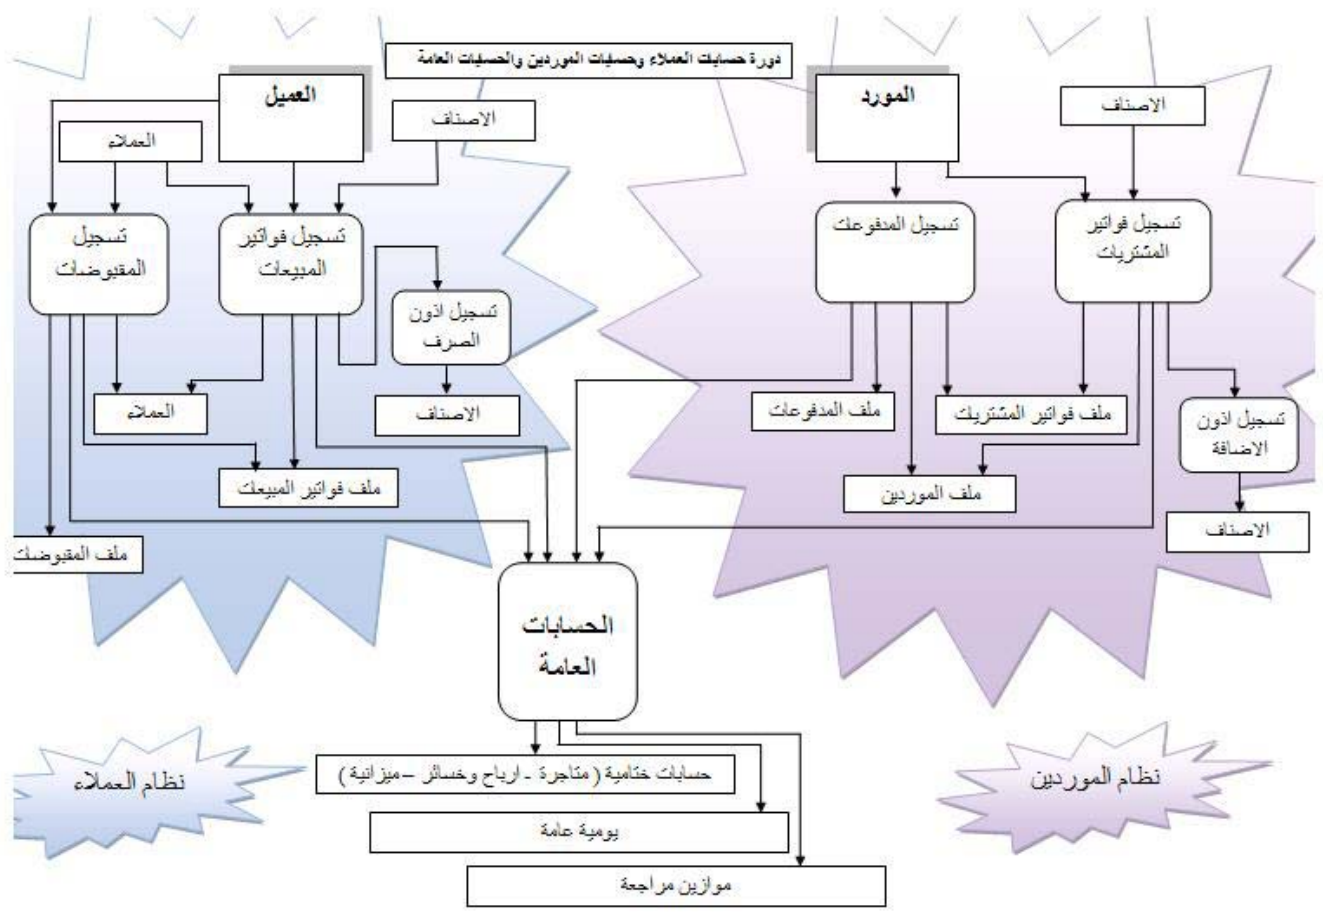 دورة حسابات العملاء وحسابات الموردين والحسابات العامة
المورد
العميل
الاصناف
الاصناف
العملاء
تسجيل فواتير
المشتريات
تسجيل المدفوعات
تسجيل فواتير
المبيعات
تسجيل
المقبوضات
تسجيل اذون
الصرف
ملف فواتير المشتريات
ملف المدفوعات
الاصناف
العملاء
تسجيل اذون
الاضافة
ملف الموردين
ملف فواتير المبيعات
الاصناف
ملف المقبوضات
الحسابات
العامة
نظام الموردين
نظام العملاء
حسابات ختامية ( متاجرة - ارباح وخسائر – ميزانية )
يومية عامة
موازين مراجعة